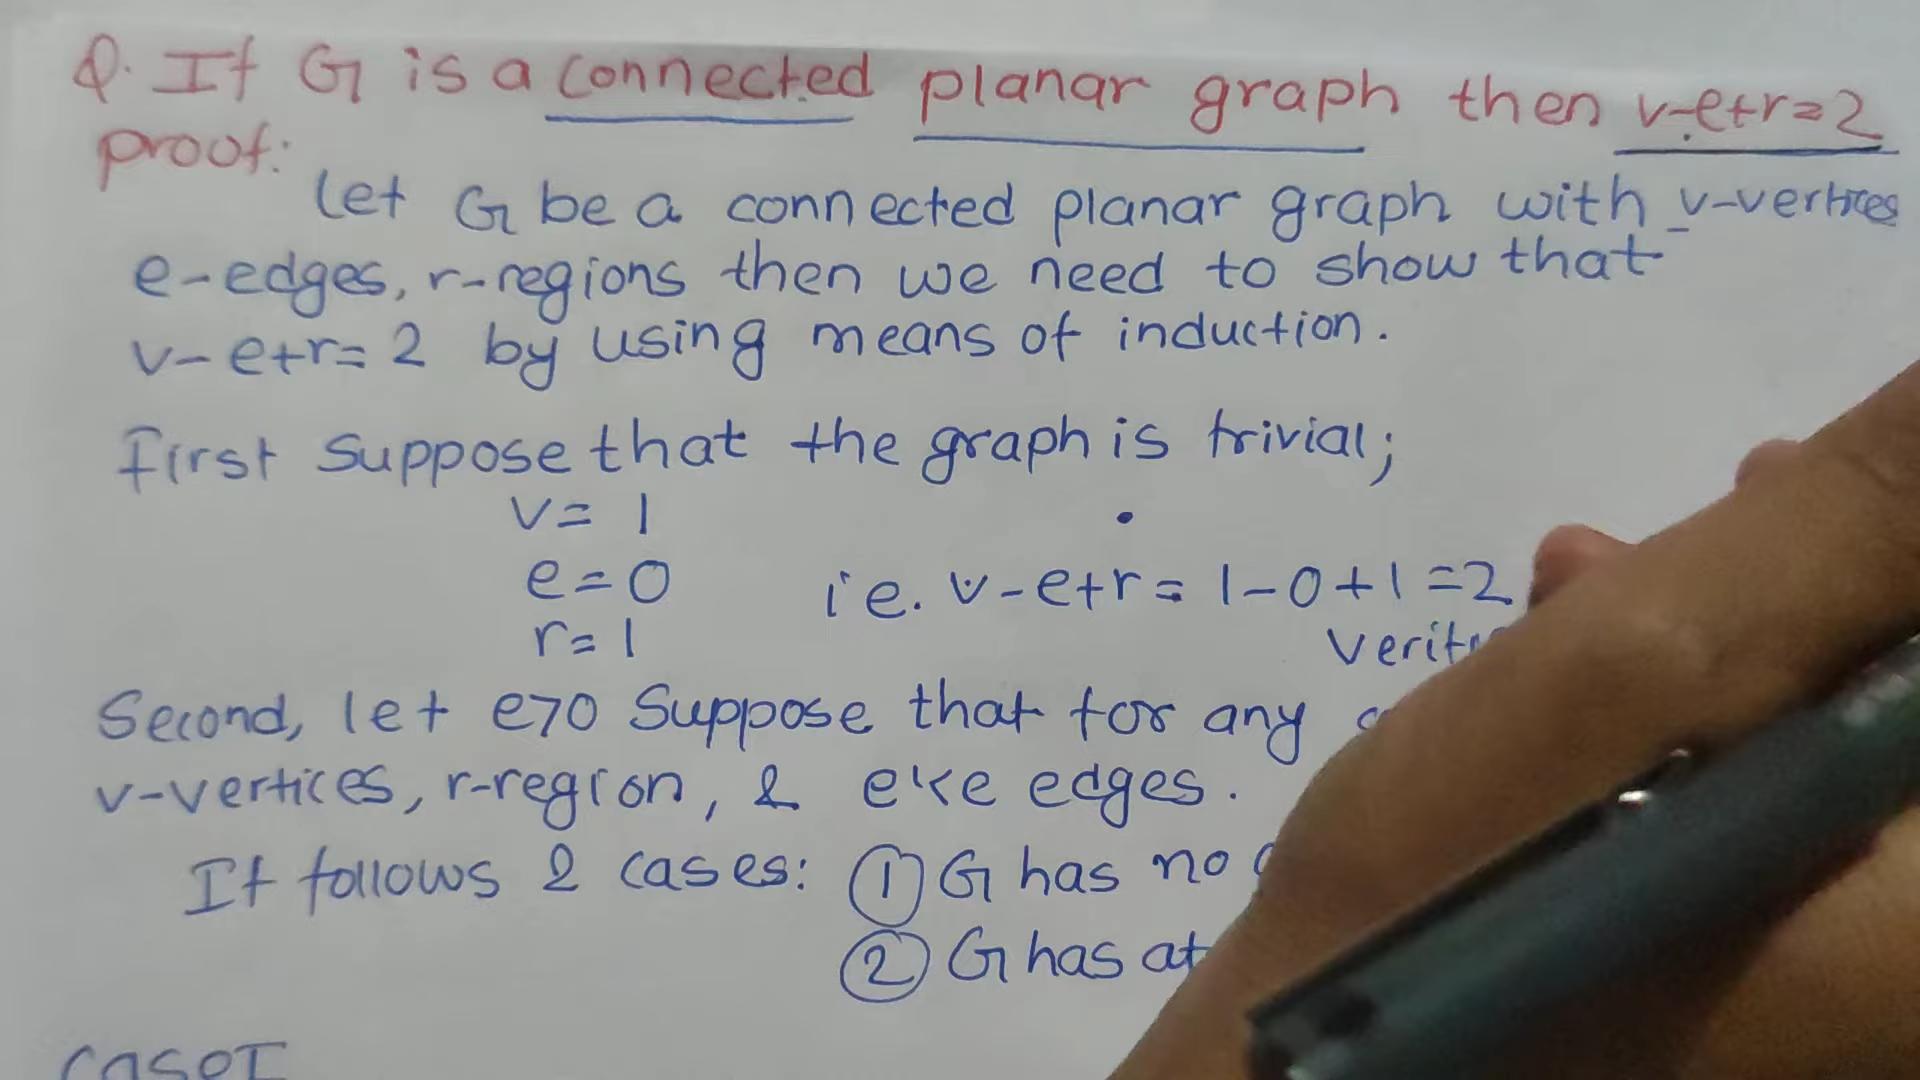 Q. If G is a connected planar graph then v-e+r=2
proof:
let G be a connected planar graph with v-vertices
e-edges, r-regions then we need to show that
v-e+r=2 by using means of induction.
First suppose that the graph is trivial;
v=1
e=0 i.e. v-e+r=1-0+1=2
r=1
Second, let e>0 Suppose that for any
v-vertices, r-region, & e'<e edges.
It follows 2 cases: ① G has no
② G has at
case I